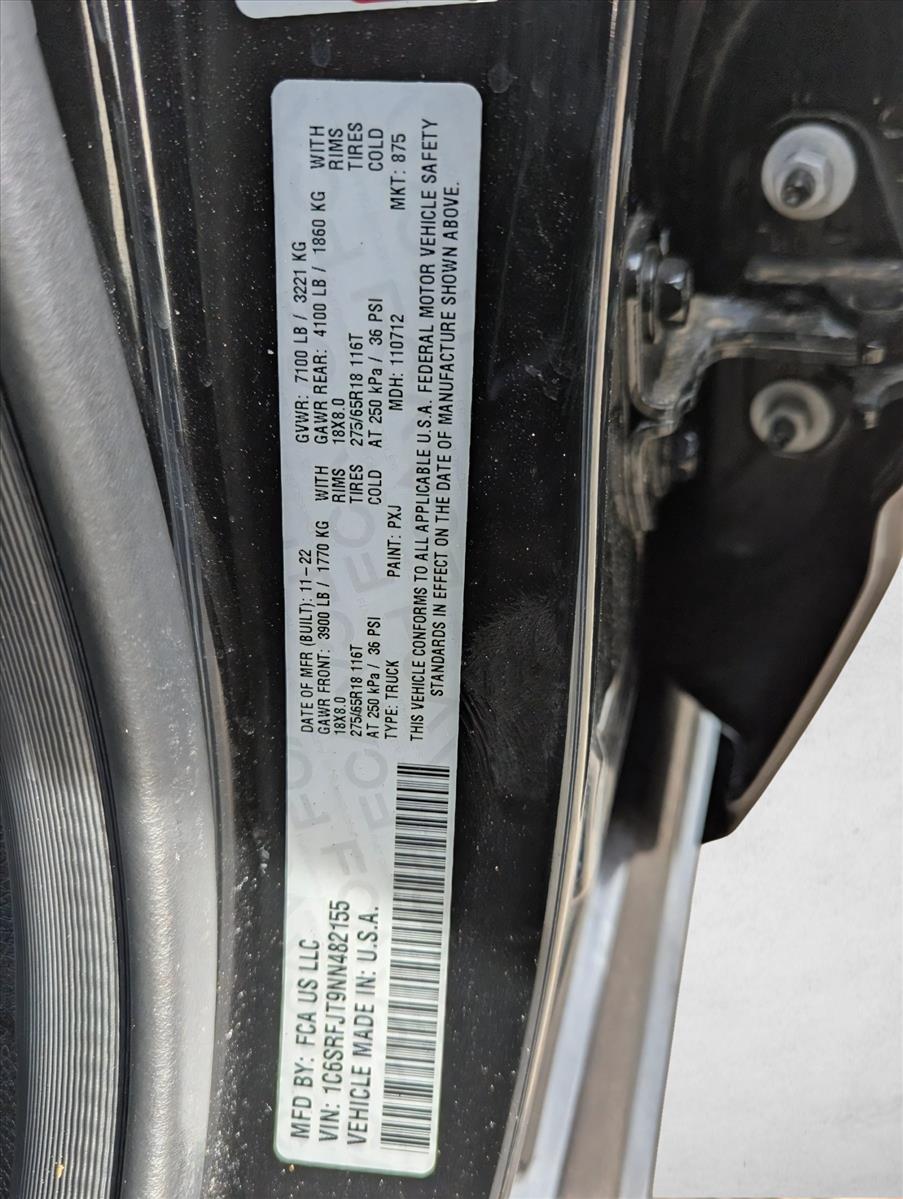 MFD BY: FCA US LLC
VIN: 1C6SRFJT9NN482155
VEHICLE MADE IN: U.S.A.
DATE OF MFR (BUILT): 11-22 GVWR: 7100 LB / 3221 KG
GAWR FRONT: 3900 LB / 1770 KG WITH GAWR REAR: 4100 LB / 1860 KG WITH
18X8.0 RIMS 18X8.0 RIMS
275/65R18 116T TIRES 275/65R18 116T TIRES
AT 250 kPa / 36 PSI COLD AT 250 kPa / 36 PSI COLD
TYPE: TRUCK PAINT: PXJ MDH: 110712 MKT: 875
THIS VEHICLE CONFORMS TO ALL APPLICABLE U.S.A. FEDERAL MOTOR VEHICLE SAFETY
STANDARDS IN EFFECT ON THE DATE OF MANUFACTURE SHOWN ABOVE.